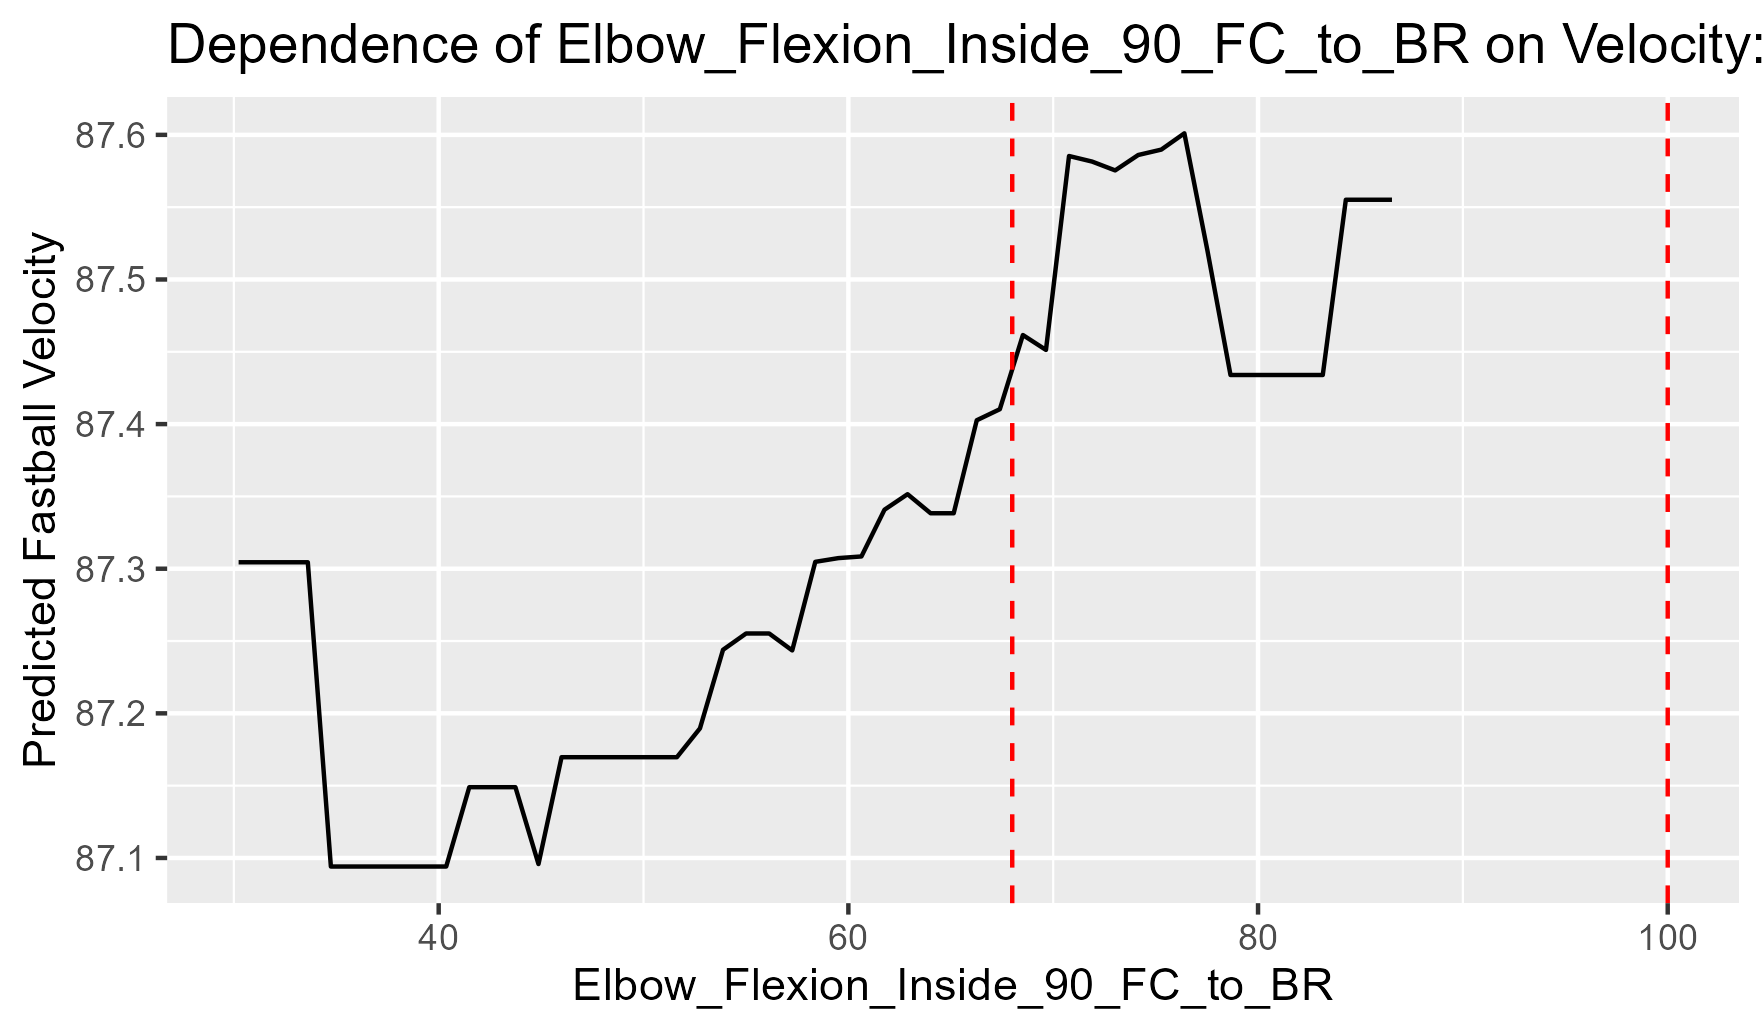 Dependence of Elbow_Flexion_Inside_90_FC_to_BR on Velocity:
Predicted Fastball Velocity
87.6
87.5
87.4
87.3
87.2
87.1
40 60 80 100
Elbow_Flexion_Inside_90_FC_to_BR